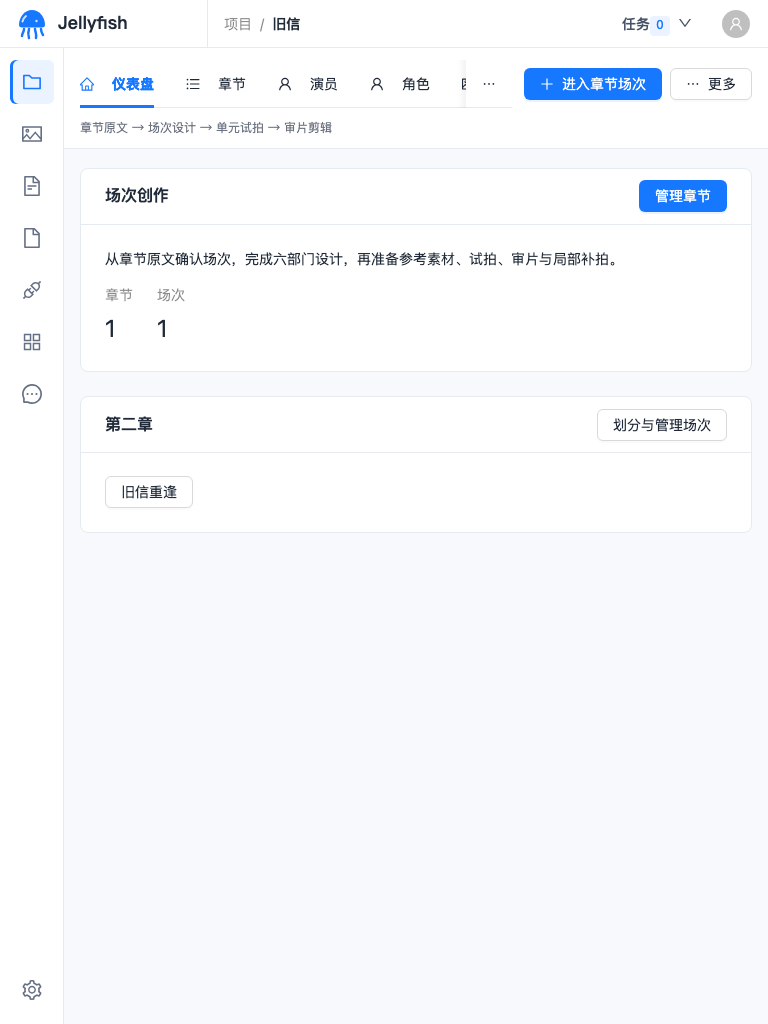 Jellyfish
项目 / 旧信
任务 0
仪表盘 章节 演员 角色 ··· 进入章节场次 ··· 更多
章节原文 → 场次设计 → 单元试拍 → 审片剪辑
场次创作 管理章节
从章节原文确认场次，完成六部门设计，再准备参考素材、试拍、审片与局部补拍。
章节 场次
1 1
第二章 划分与管理场次
旧信重逢